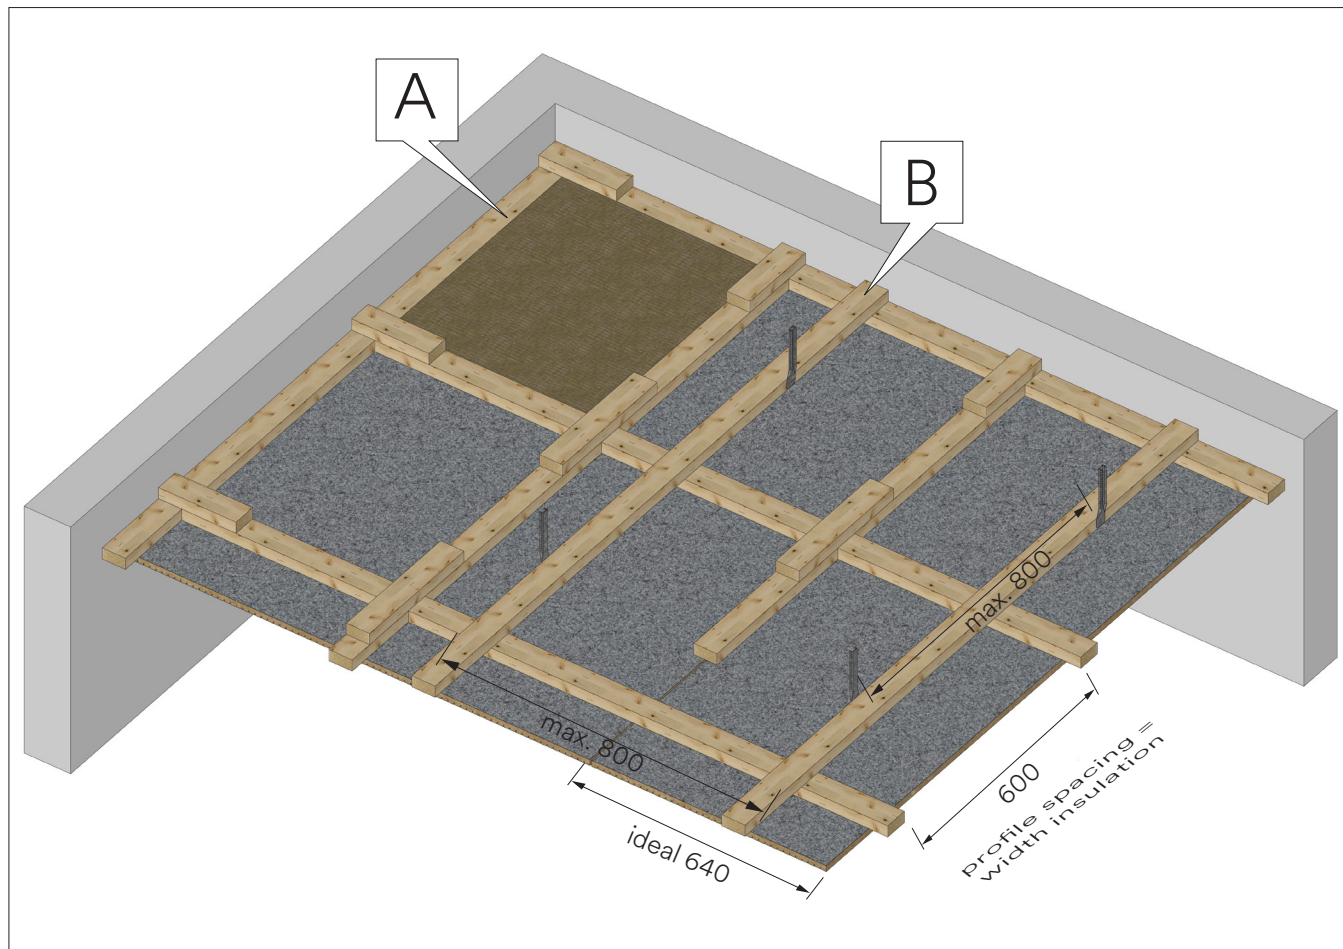 A
B
max. 800
max. 800
ideal 640
600
profile spacing =
width insulation